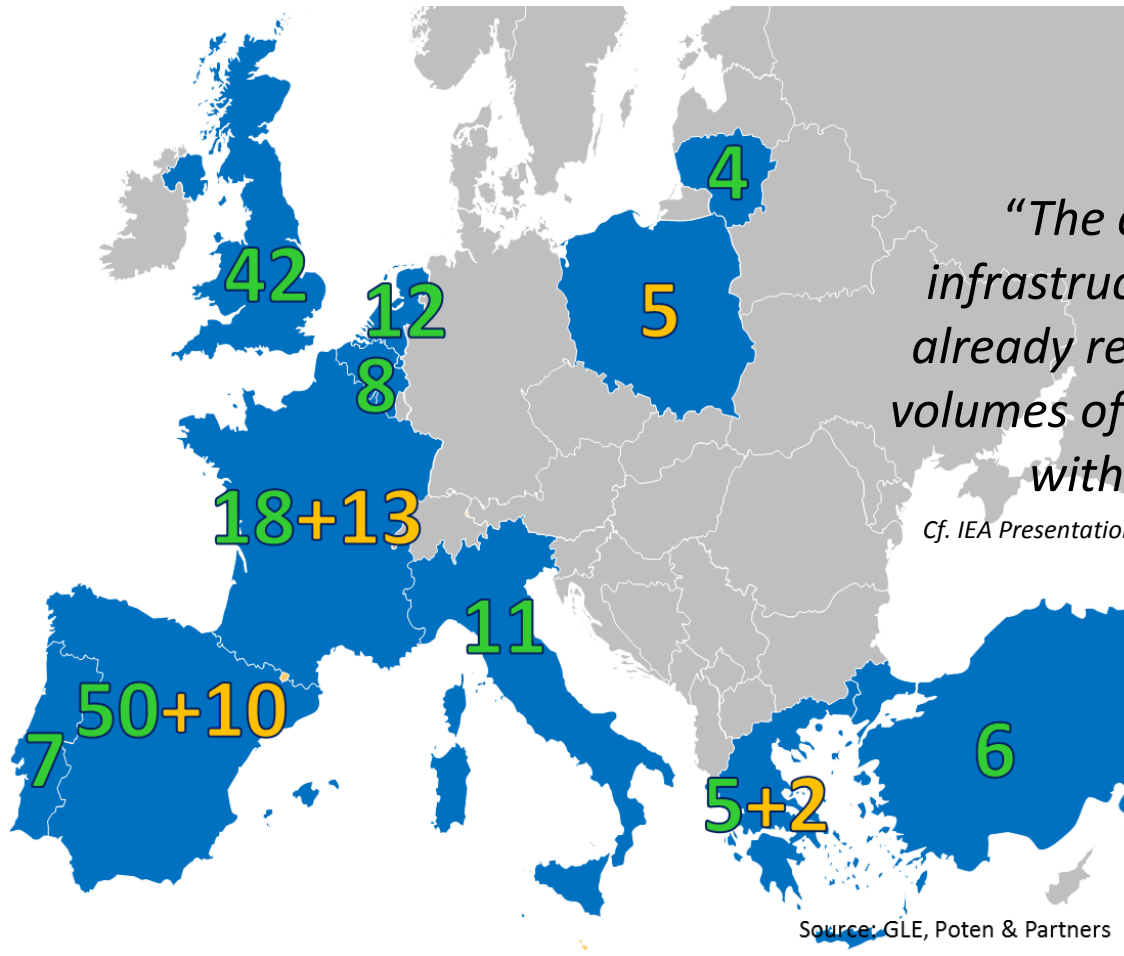 4
42
12
5
8
18+13
11
50+10
7
6
5+2
“The
infrastruc
already re
volumes of
with
Cf. IEA Presentation
Source: GLE, Poten & Partners